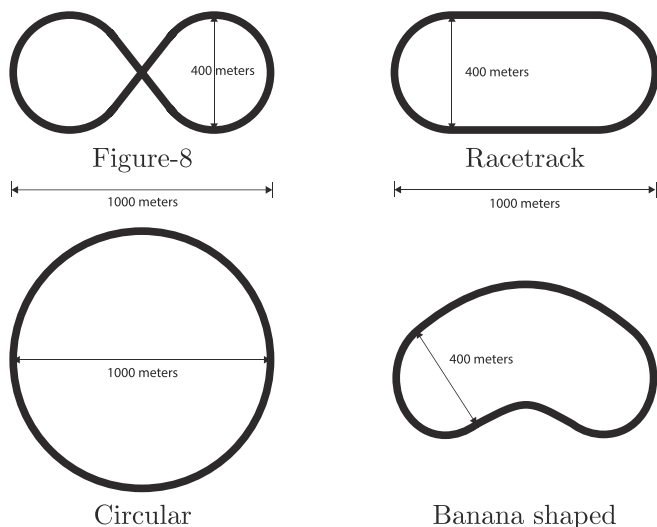 400 meters
400 meters
Figure-8
Racetrack
1000 meters
1000 meters
1000 meters
400 meters
Circular
Banana shaped